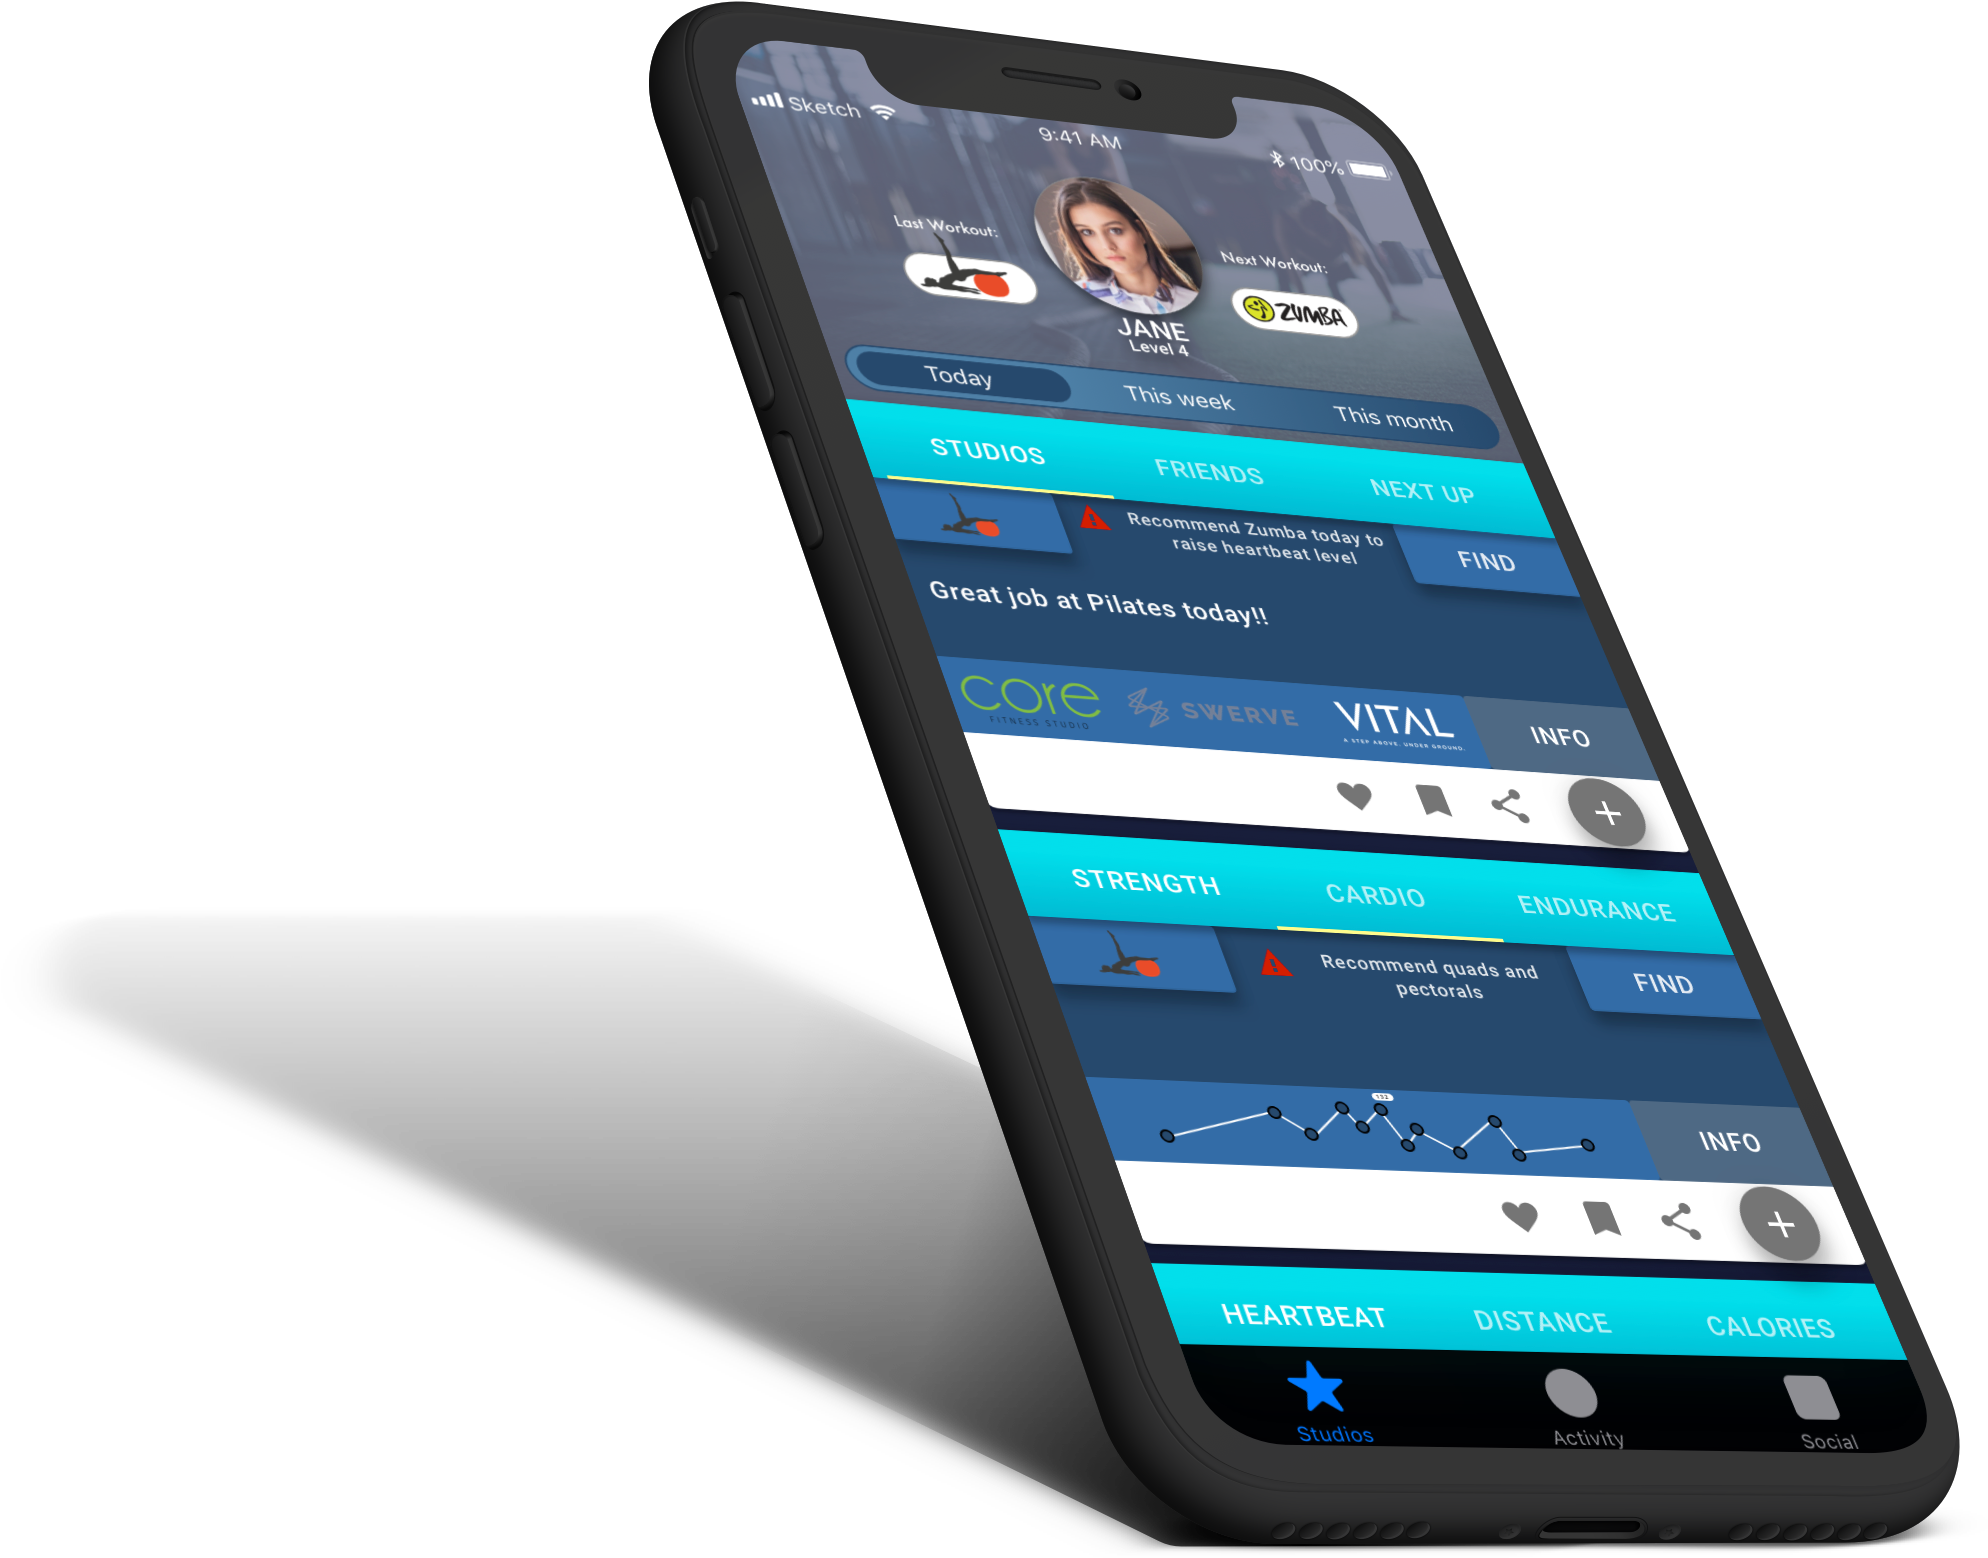 Sketch
9:41 AM
100%
Last Workout:
Next Workout:
ZUMBA
JANE
Level 4
Today
This week
This month
STUDIOS
FRIENDS
NEXT UP
Recommend Zumba today to
raise heartbeat level
FIND
Great job at Pilates today!!
core
FITNESS STUDIO
SWERVE
VITAL
A STEP ABOVE. UNDER GROUND.
INFO
STRENGTH
CARDIO
ENDURANCE
Recommend quads and
pectorals
FIND
132
INFO
HEARTBEAT
DISTANCE
CALORIES
Studios
Activity
Social